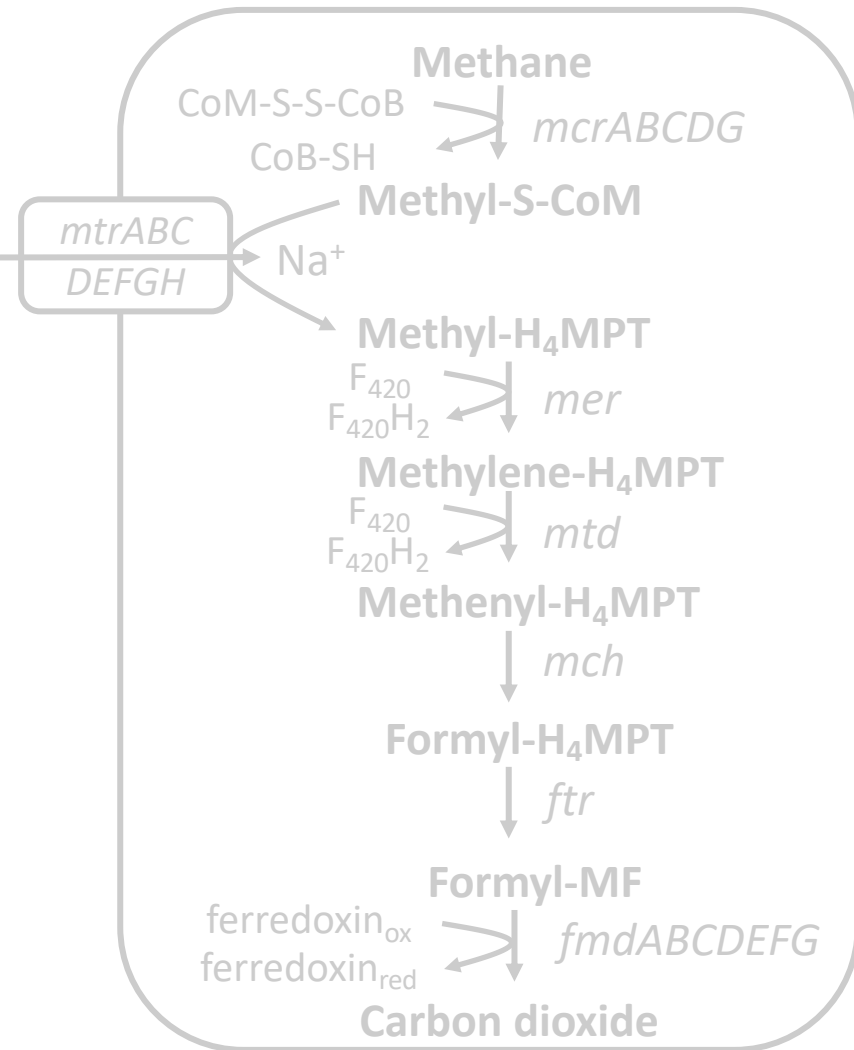 Methane
CoM-S-S-CoB
mcrABCDG
CoB-SH
Methyl-S-CoM
mtrABC
Na⁺
DEFGH
Methyl-H₄MPT
F₄₂₀
mer
F₄₂₀H₂
Methylene-H₄MPT
F₄₂₀
mtd
F₄₂₀H₂
Methenyl-H₄MPT
mch
Formyl-H₄MPT
ftr
Formyl-MF
ferredoxinₒₓ
fmdABCDEFG
ferredoxin_red
Carbon dioxide